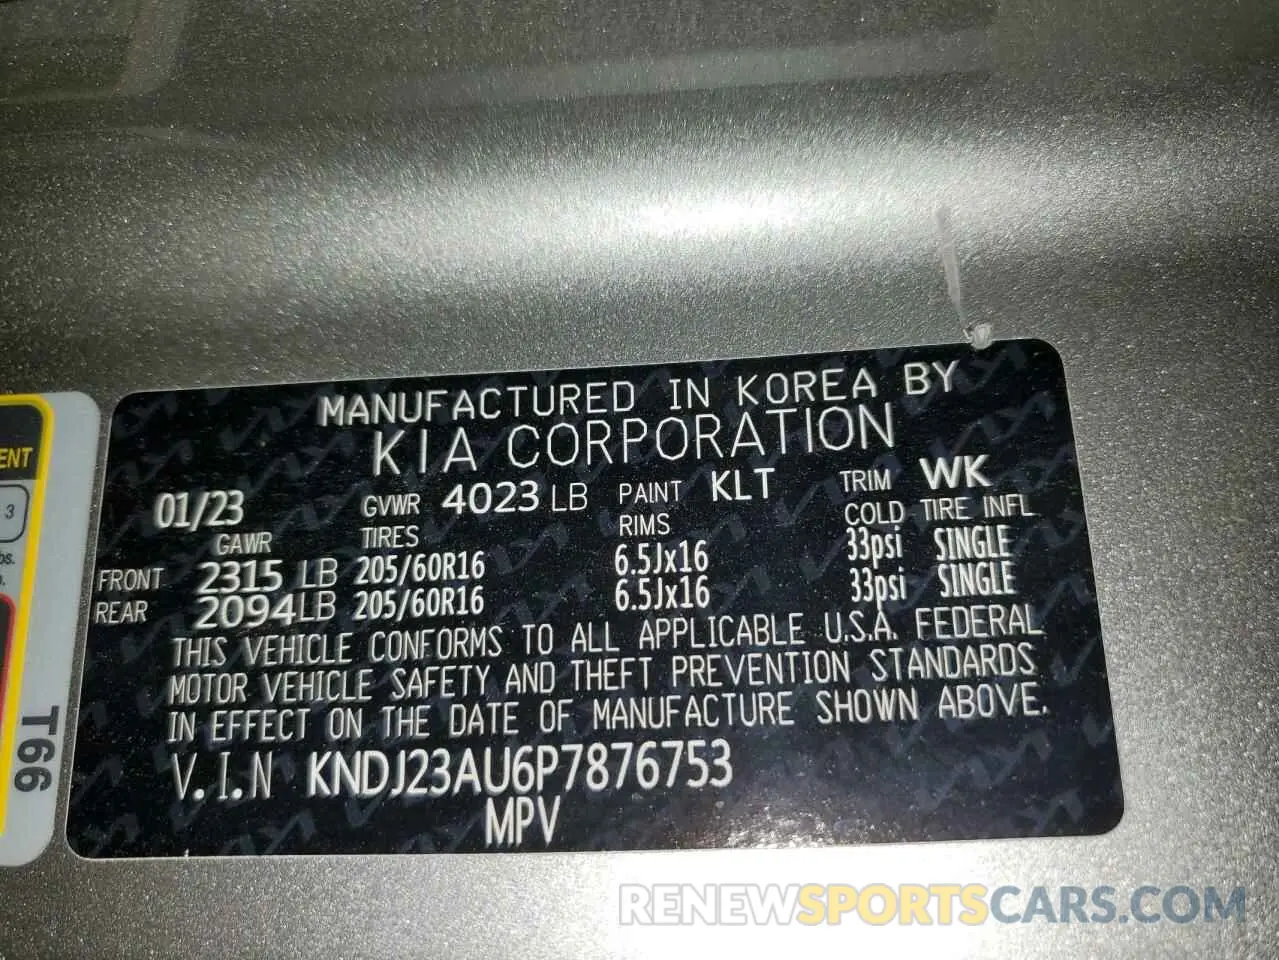 MANUFACTURED IN KOREA BY
KIA CORPORATION
01/23 GVWR 4023 LB PAINT KLT TRIM WK
GAWR TIRES RIMS COLD TIRE INFL
FRONT 2315 LB 205/60R16 6.5Jx16 33psi SINGLE
REAR 2094LB 205/60R16 6.5Jx16 33psi SINGLE
THIS VEHICLE CONFORMS TO ALL APPLICABLE U.S.A. FEDERAL
MOTOR VEHICLE SAFETY AND THEFT PREVENTION STANDARDS
IN EFFECT ON THE DATE OF MANUFACTURE SHOWN ABOVE.
V.I.N KNDJ23AU6P7876753
MPV
ENT
3
T66
RENEWSPORTSCARS.COM